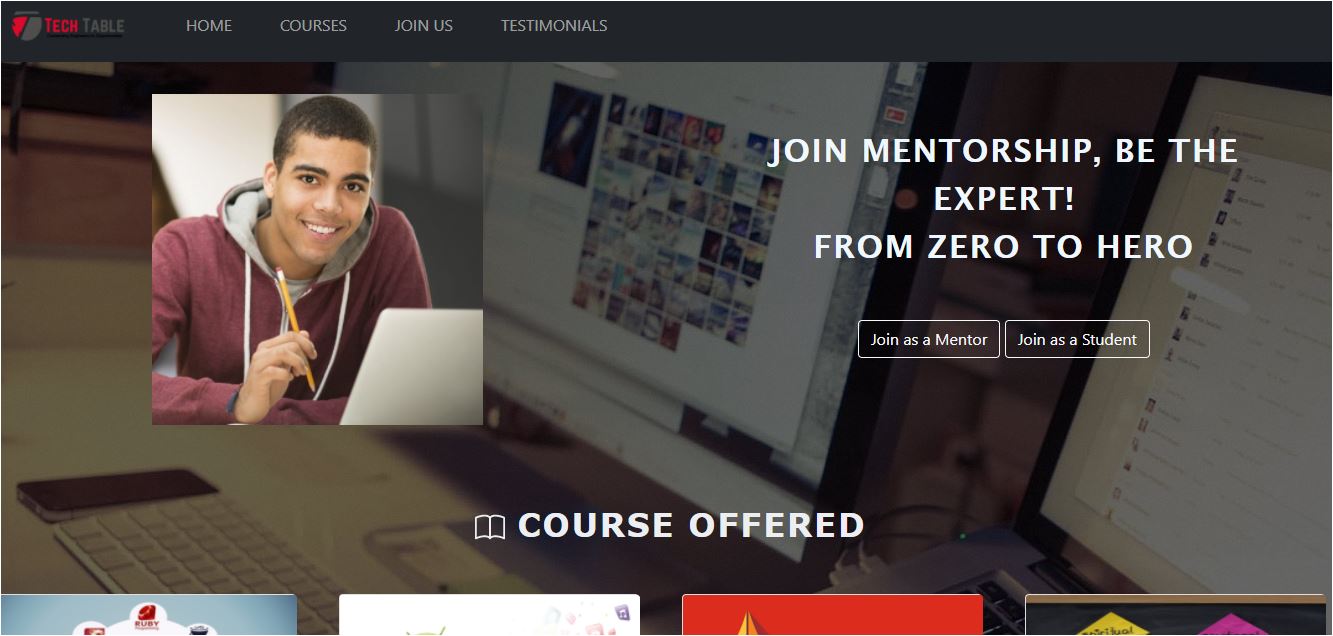 TECH TABLE
HOME
COURSES
JOIN US
TESTIMONIALS
JOIN MENTORSHIP, BE THE
EXPERT!
FROM ZERO TO HERO
Join as a Mentor
Join as a Student
COURSE OFFERED
RUBY
Spiritual